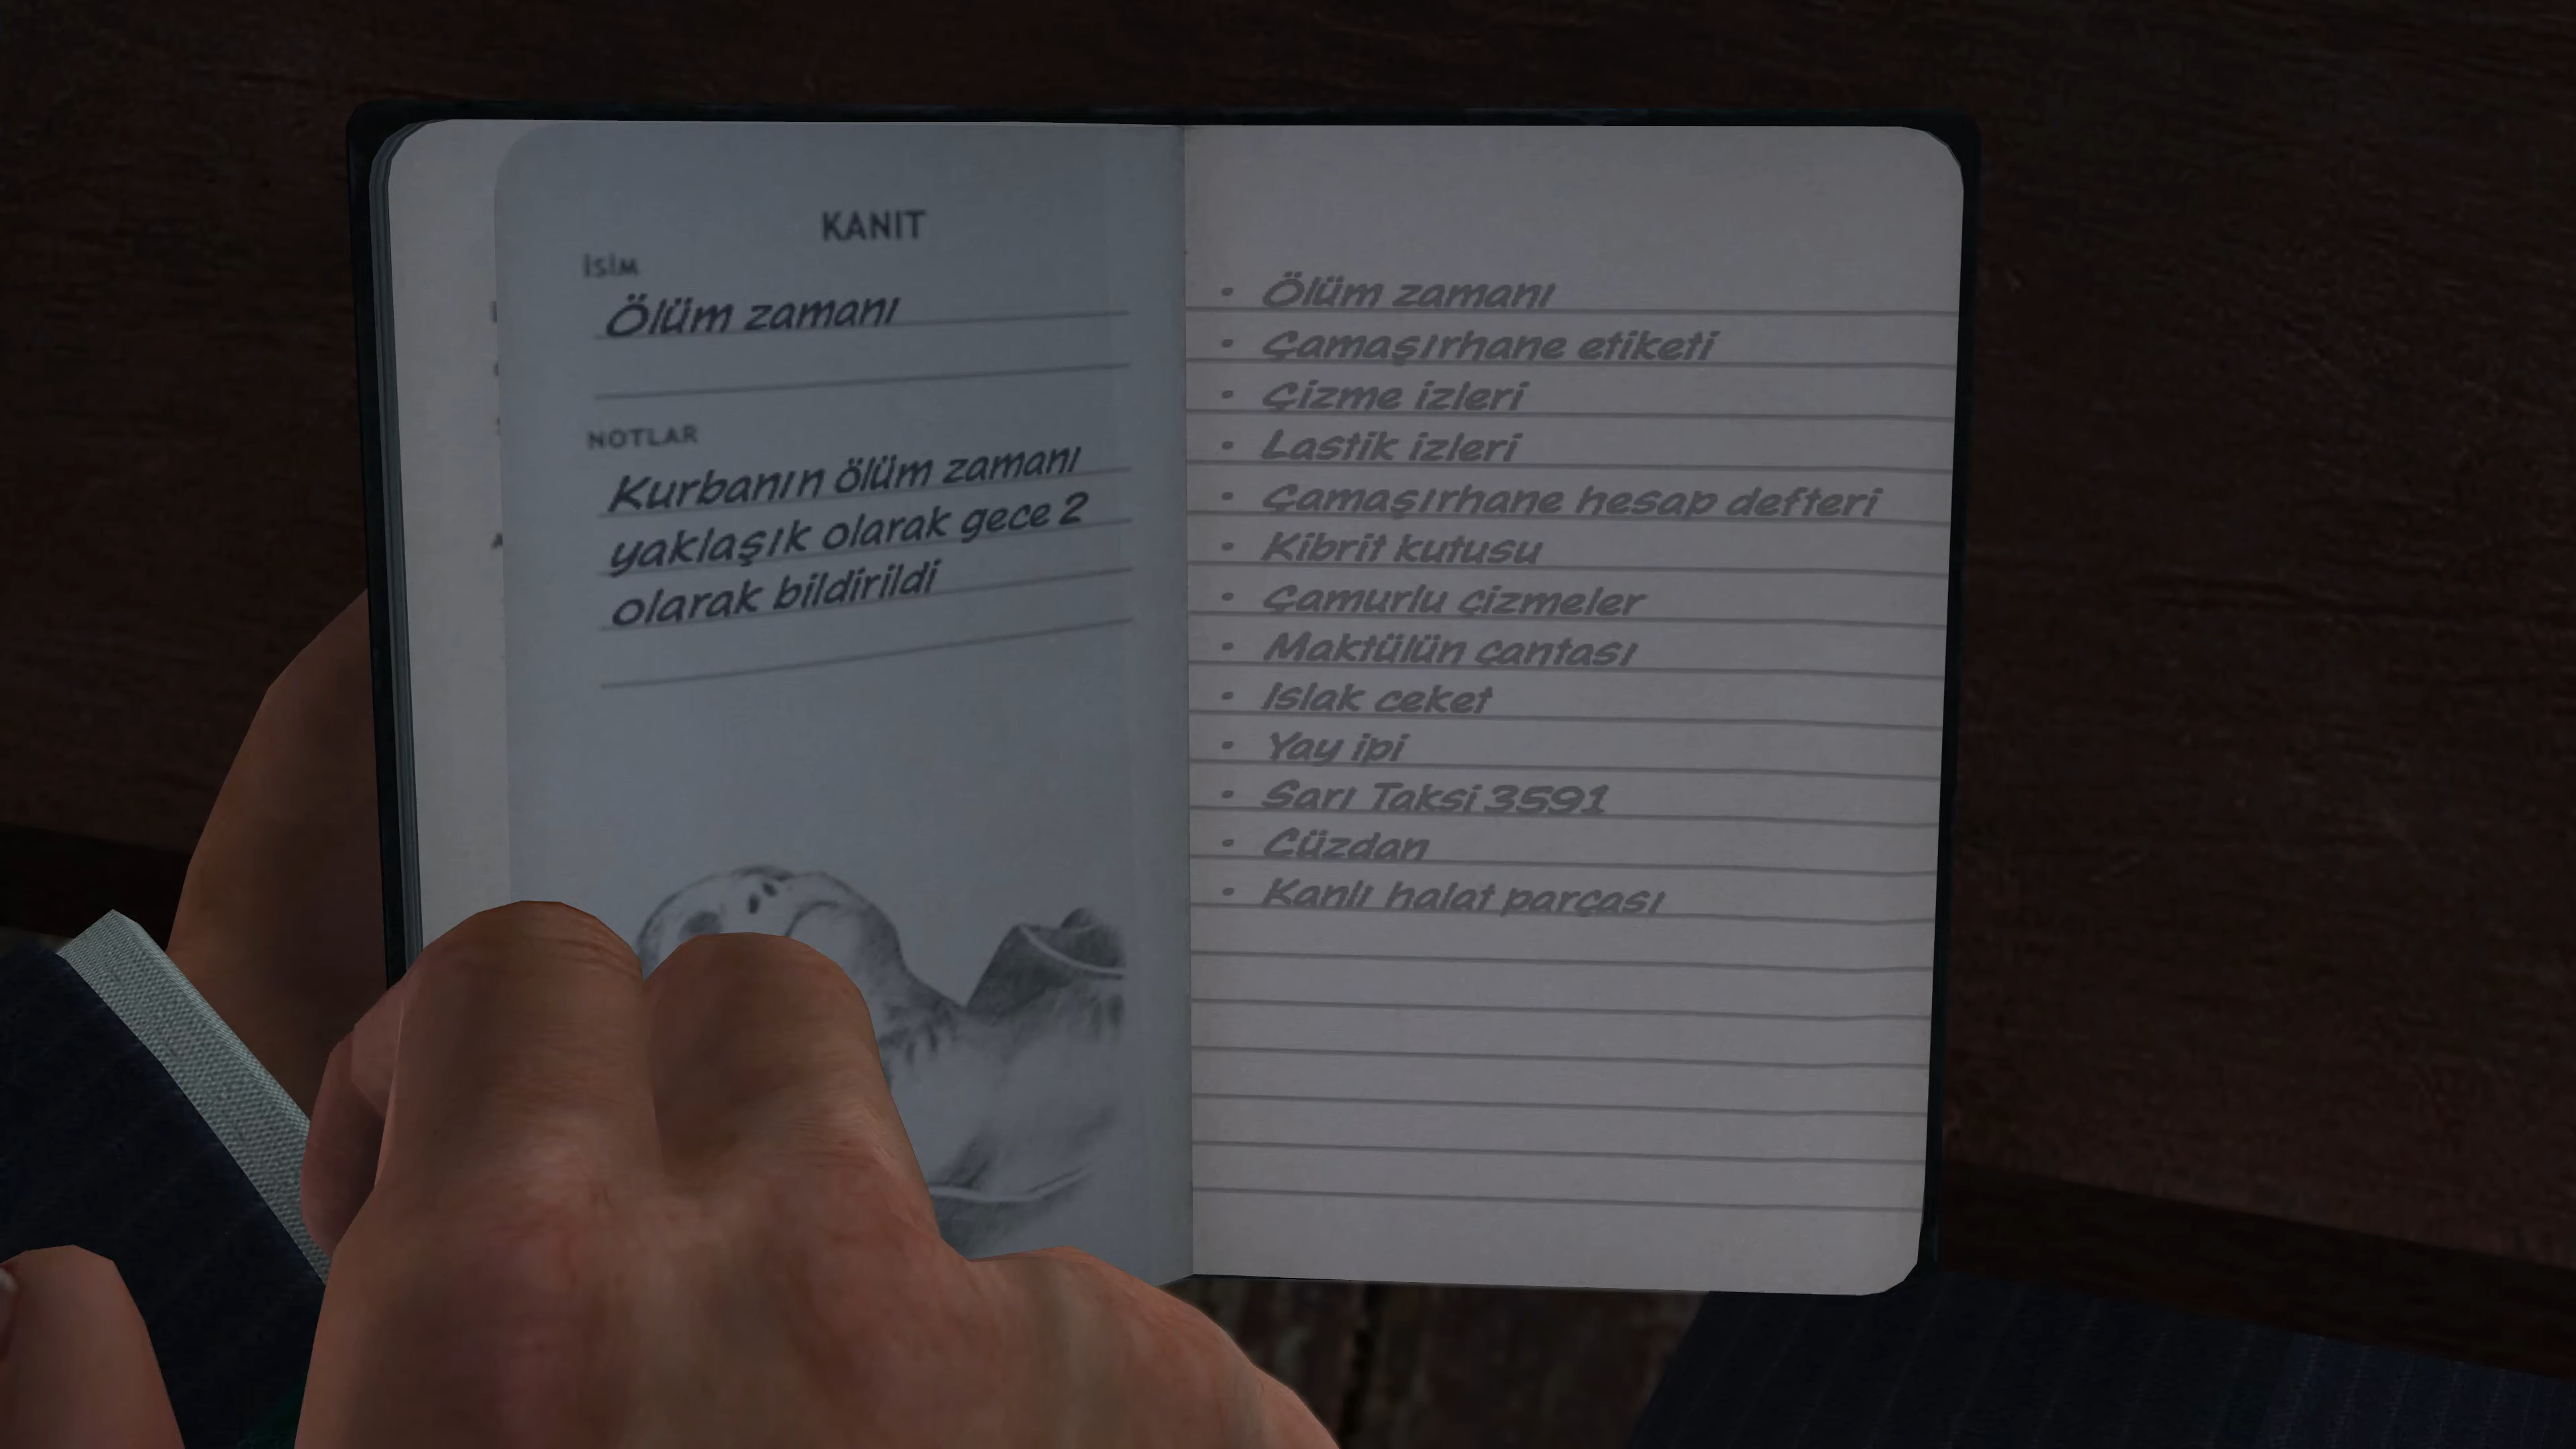 KANIT
İSİM
Ölüm zamanı
NOTLAR
Kurbanın ölüm zamanı
yaklaşık olarak gece 2
olarak bildirildi
• Ölüm zamanı
• Çamaşırhane etiketi
• Çizme izleri
• Lastik izleri
• Çamaşırhane hesap defteri
• Kibrit kutusu
• Çamurlu çizmeler
• Maktülün çantası
• Islak ceket
• Yay ipi
• Sarı Taksi 3591
• Cüzdan
• Kanlı halat parçası